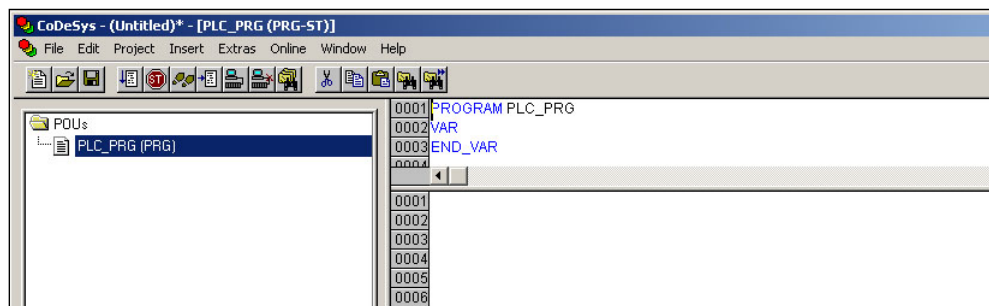 CoDeSys - (Untitled)* - [PLC_PRG (PRG-ST)]
File Edit Project Insert Extras Online Window Help
POUs
PLC_PRG (PRG)
0001 PROGRAM PLC_PRG
0002 VAR
0003 END_VAR
0004
0001
0002
0003
0004
0005
0006